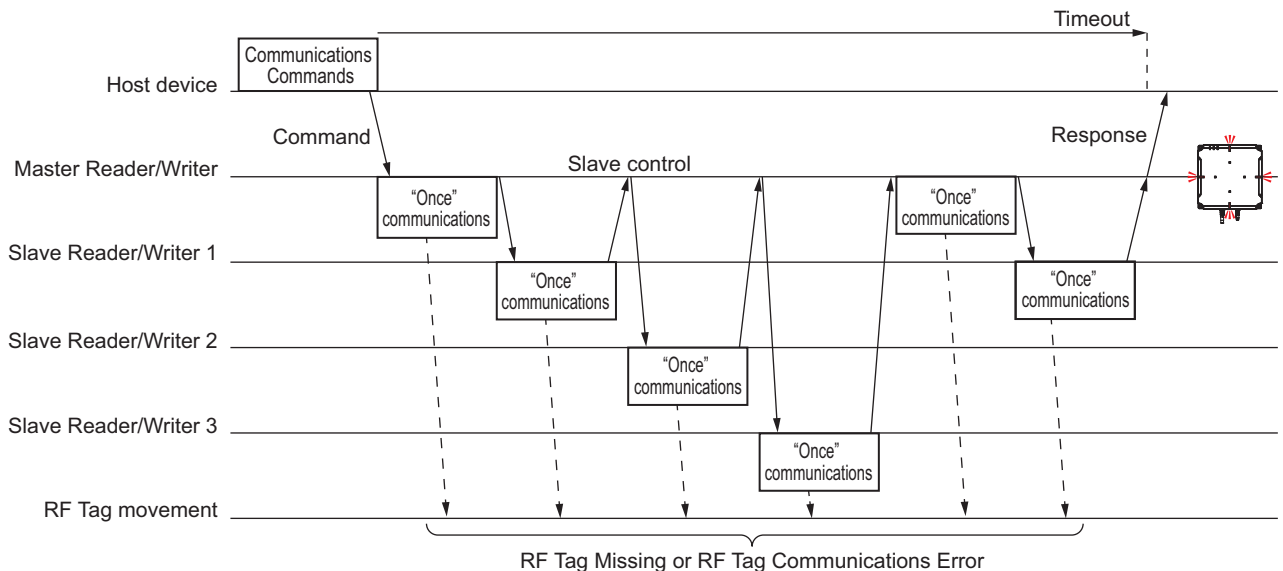 Timeout
Communications
Commands
Host device
Command
Response
Master Reader/Writer
Slave control
“Once”
communications
“Once”
communications
Slave Reader/Writer 1
“Once”
communications
“Once”
communications
Slave Reader/Writer 2
“Once”
communications
Slave Reader/Writer 3
“Once”
communications
RF Tag movement
RF Tag Missing or RF Tag Communications Error